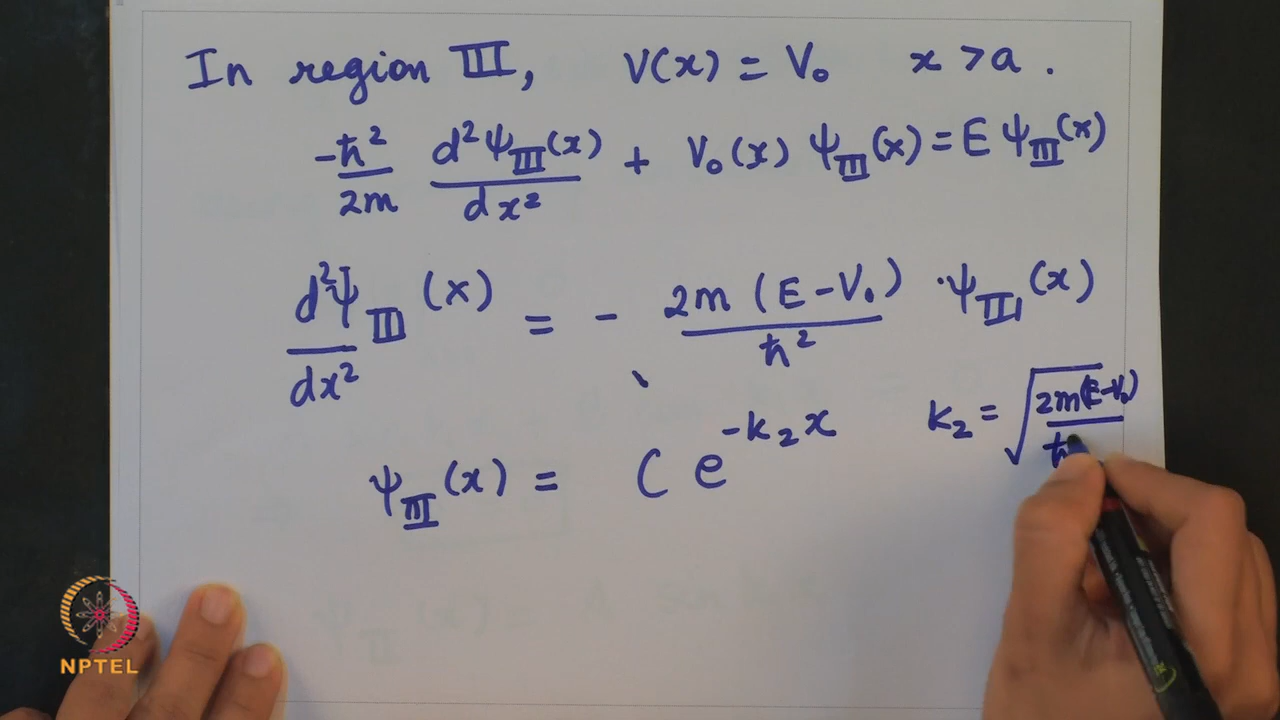 In region III, V(x) = V₀ x > a .
-ħ²/2m d²ψ_III(x)/dx² + V₀(x) ψ_III(x) = E ψ_III(x)
d²ψ_III(x)/dx² = - 2m(E-V₀)/ħ² · ψ_III(x)
ψ_III(x) = C e^{-k₂x} k₂ = √(2m(E-V₀)/ħ
NPTEL